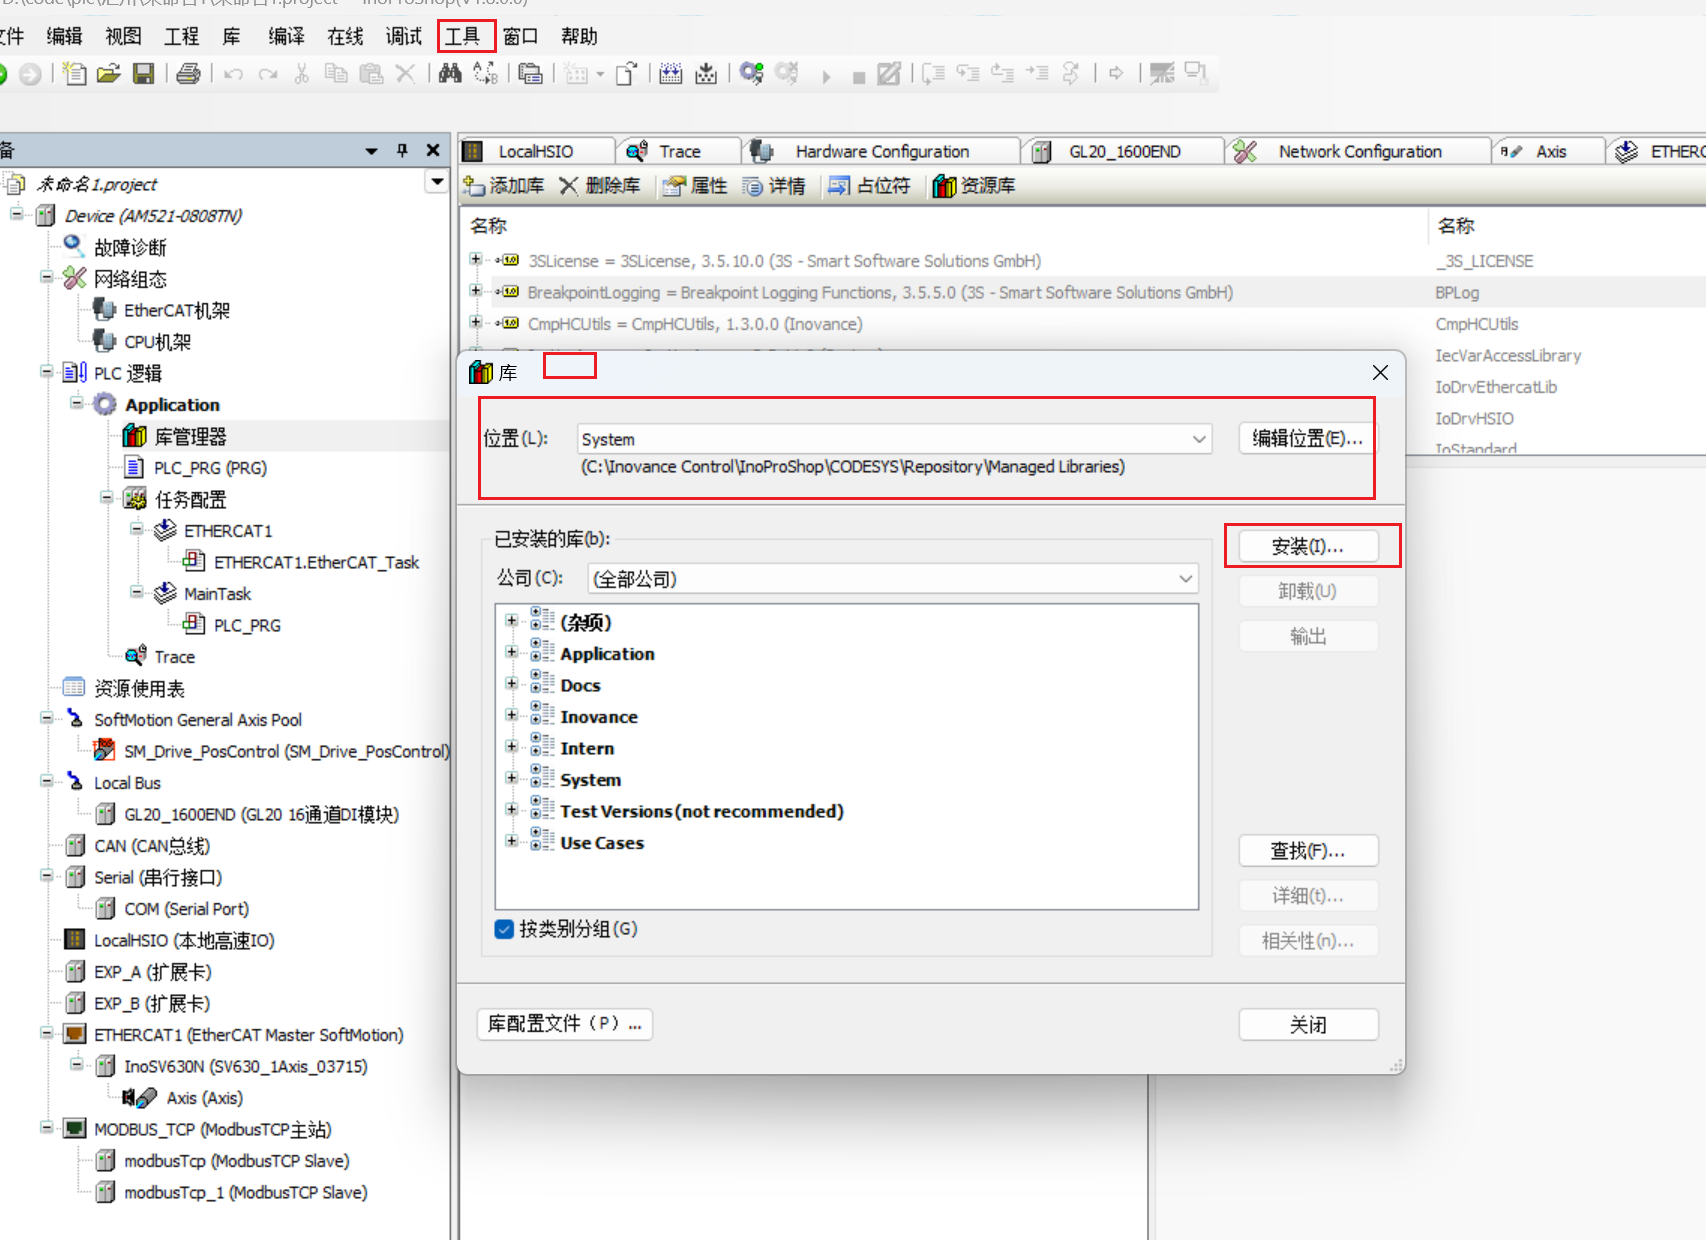 文件 编辑 视图 工程 库 编译 在线 调试 工具 窗口 帮助
备
未命名1.project
Device (AM521-0808TN)
故障诊断
网络组态
EtherCAT机架
CPU机架
PLC 逻辑
Application
库管理器
PLC_PRG (PRG)
任务配置
ETHERCAT1
ETHERCAT1.EtherCAT_Task
MainTask
PLC_PRG
Trace
资源使用表
SoftMotion General Axis Pool
SM_Drive_PosControl (SM_Drive_PosControl)
Local Bus
GL20_1600END (GL20 16通道DI模块)
CAN (CAN总线)
Serial (串行接口)
COM (Serial Port)
LocalHSIO (本地高速IO)
EXP_A (扩展卡)
EXP_B (扩展卡)
ETHERCAT1 (EtherCAT Master SoftMotion)
InoSV630N (SV630_1Axis_03715)
Axis (Axis)
MODBUS_TCP (ModbusTCP主站)
modbusTcp (ModbusTCP Slave)
modbusTcp_1 (ModbusTCP Slave)
LocalHSIO Trace Hardware Configuration GL20_1600END Network Configuration Axis ETHERC
添加库 删除库 属性 详情 占位符 资源库
名称 名称
3SLicense = 3SLicense, 3.5.10.0 (3S - Smart Software Solutions GmbH) _3S_LICENSE
BreakpointLogging = Breakpoint Logging Functions, 3.5.5.0 (3S - Smart Software Solutions GmbH) BPLog
CmpHCUtils = CmpHCUtils, 1.3.0.0 (Inovance) CmpHCUtils
IecVarAccessLibrary
IoDrvEthercatLib
IoDrvHSIO
IoStandard
库
位置(L): System 编辑位置(E)...
(C:\Inovance Control\InoProShop\CODESYS\Repository\Managed Libraries)
已安装的库(b):
公司(C): (全部公司)
(杂项)
Application
Docs
Inovance
Intern
System
Test Versions(not recommended)
Use Cases
按类别分组(G)
安装(I)...
卸载(U)
输出
查找(F)...
详细(t)...
相关性(n)...
库配置文件（P）...
关闭